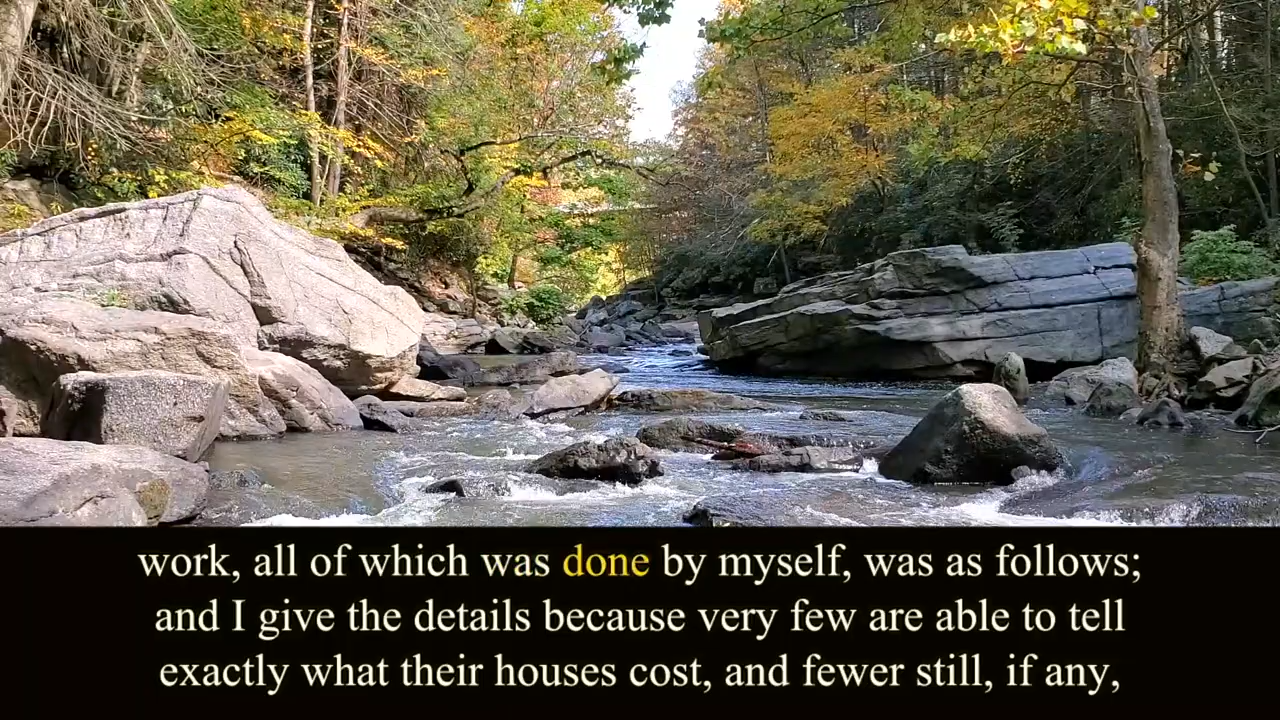 work, all of which was done by myself, was as follows;
and I give the details because very few are able to tell
exactly what their houses cost, and fewer still, if any,